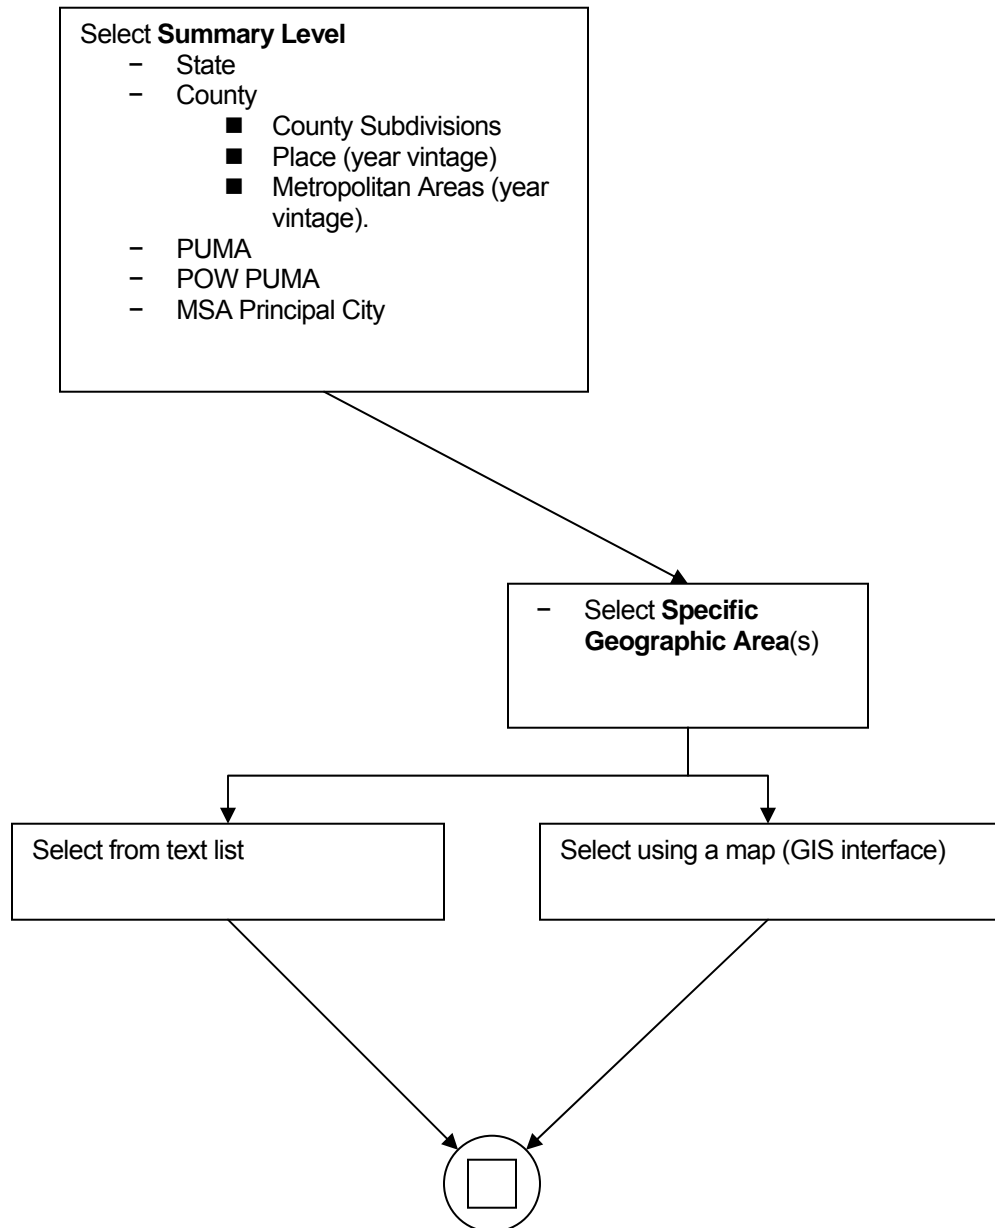 Select Summary Level
− State
− County
■ County Subdivisions
■ Place (year vintage)
■ Metropolitan Areas (year
vintage).
− PUMA
− POW PUMA
− MSA Principal City
− Select Specific
Geographic Area(s)
Select from text list
Select using a map (GIS interface)